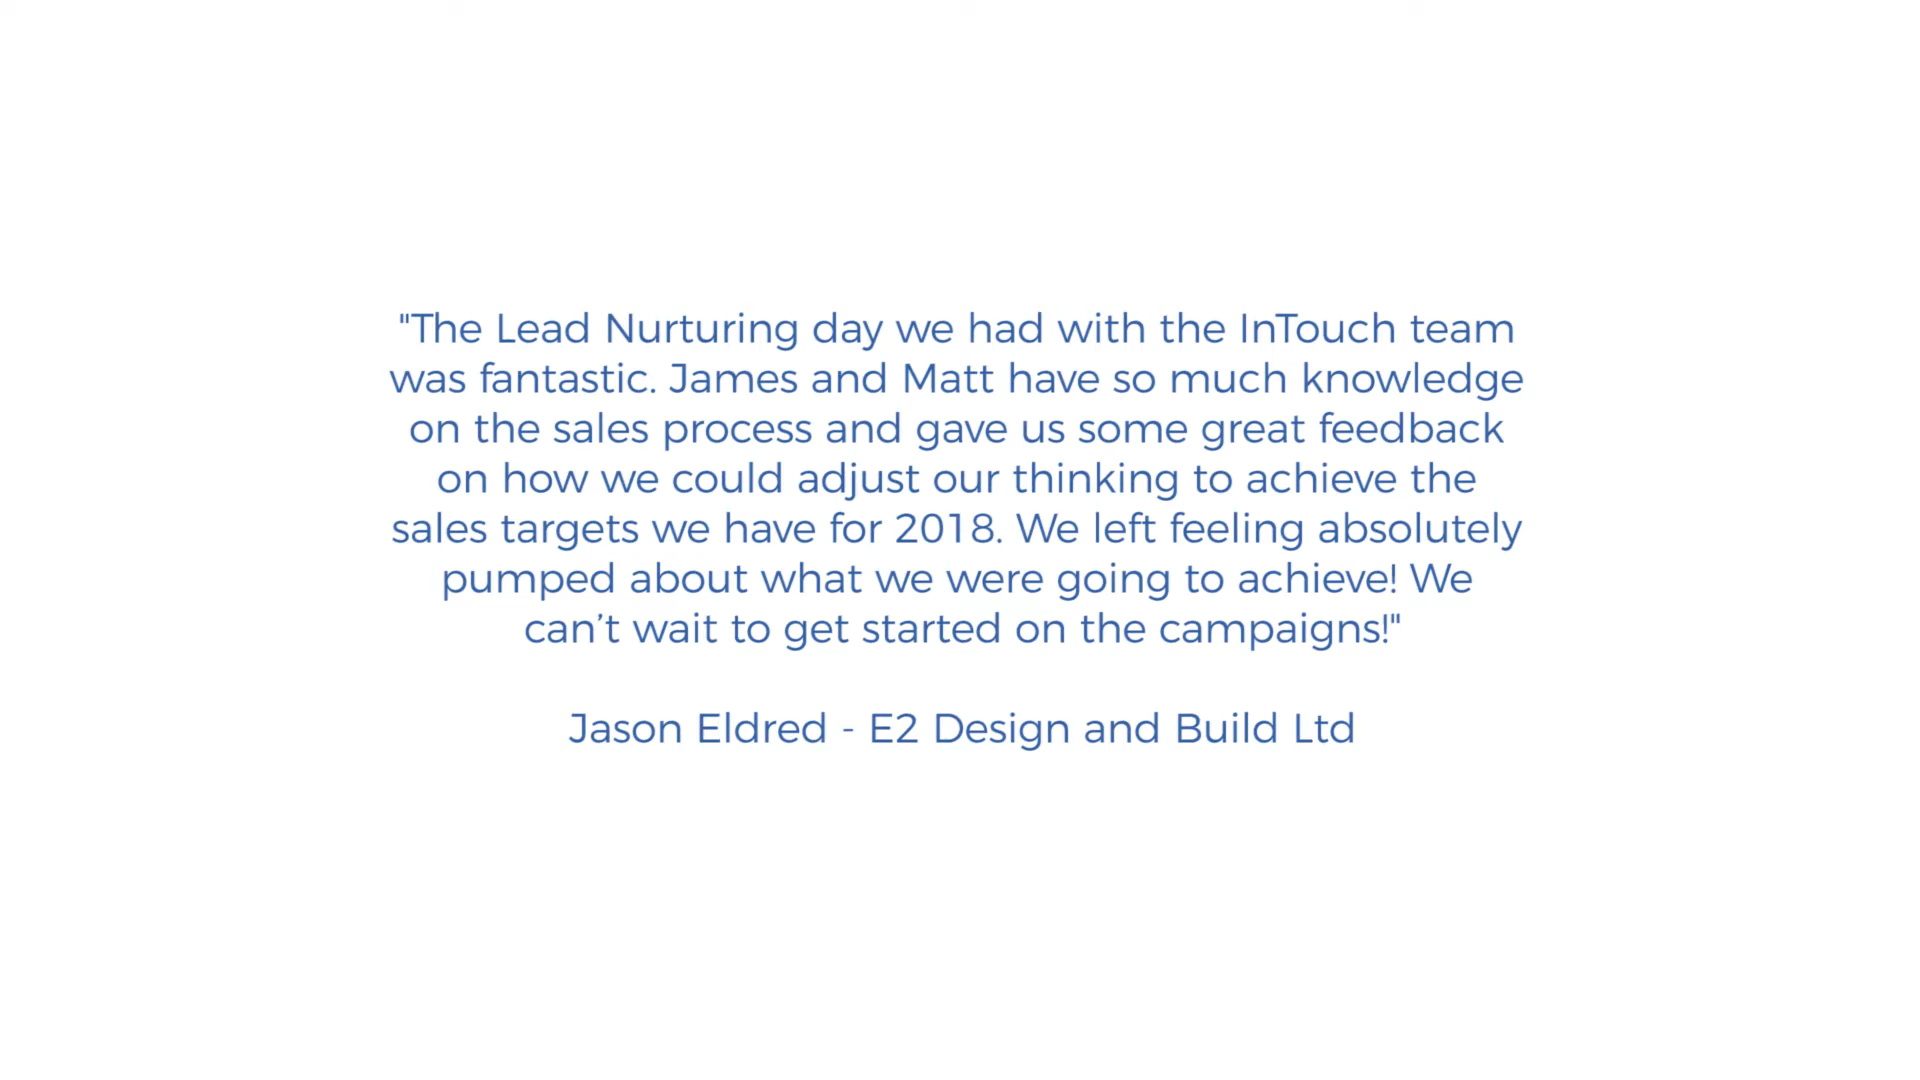 "The Lead Nurturing day we had with the InTouch team
was fantastic. James and Matt have so much knowledge
on the sales process and gave us some great feedback
on how we could adjust our thinking to achieve the
sales targets we have for 2018. We left feeling absolutely
pumped about what we were going to achieve! We
can’t wait to get started on the campaigns!"
Jason Eldred - E2 Design and Build Ltd